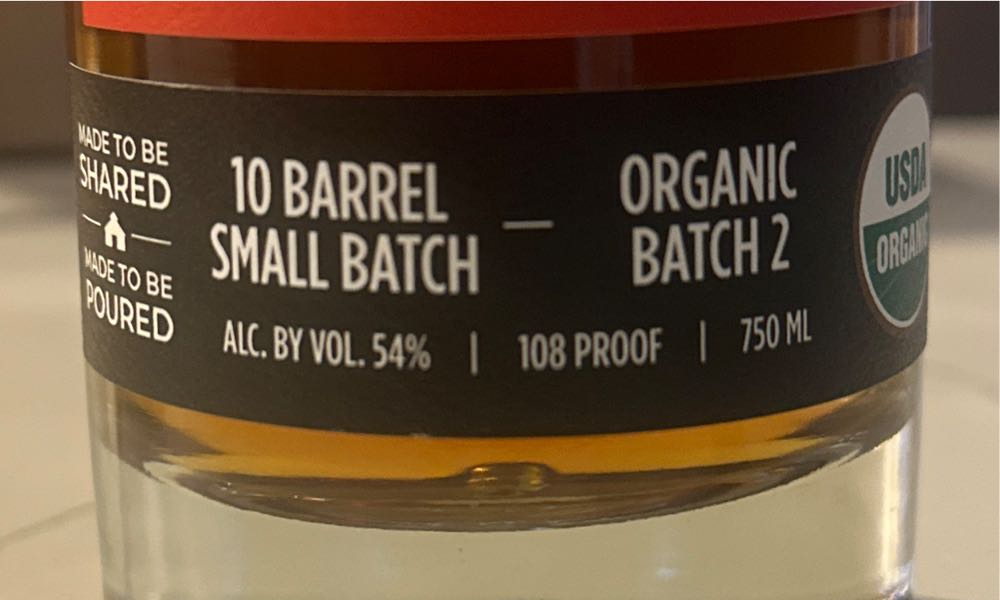 MADE TO BE
SHARED
MADE TO BE
POURED
10 BARREL
SMALL BATCH
—
ORGANIC
BATCH 2
ALC. BY VOL. 54% | 108 PROOF | 750 ML
USDA
ORGANIC